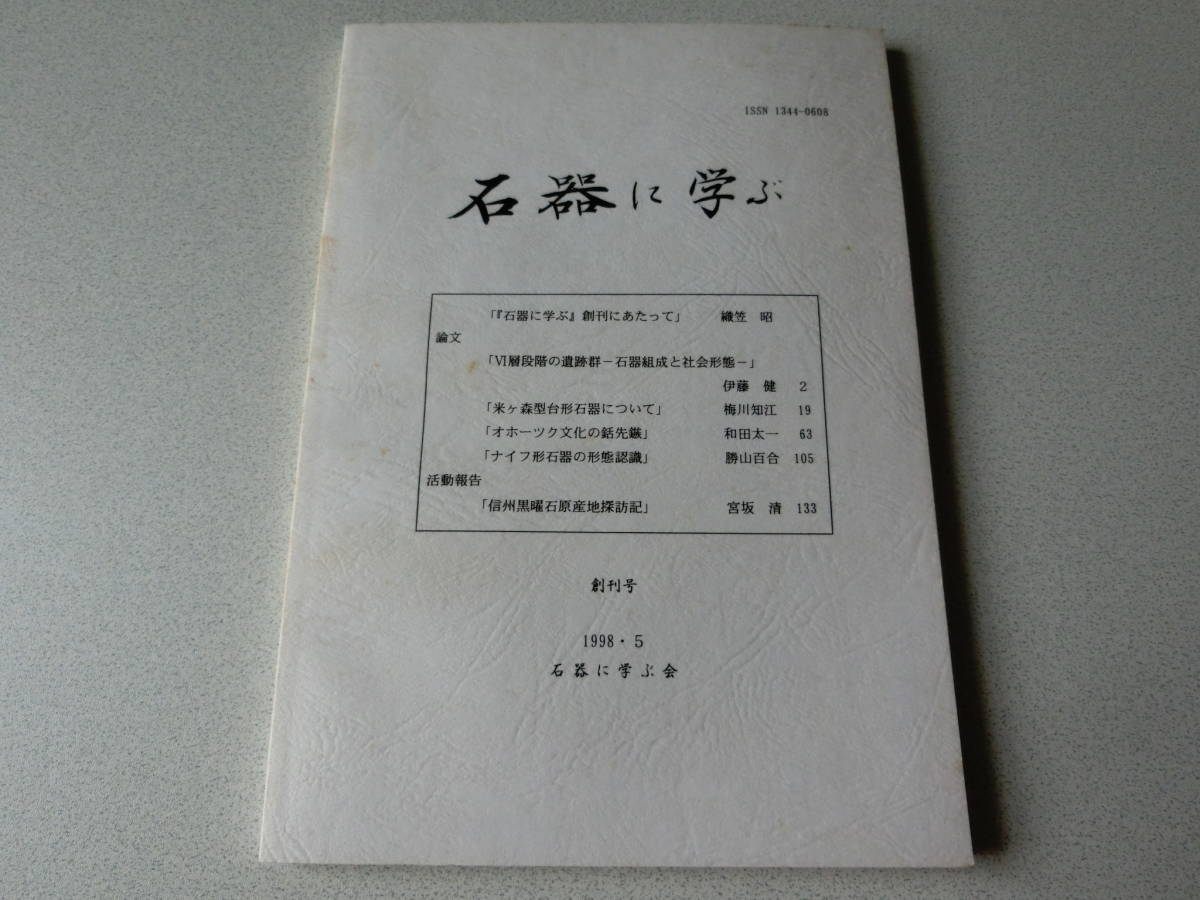 ISSN 1344-0608
石器に学ぶ
「『石器に学ぶ』創刊にあたって」 織笠 昭
論文
「Ⅵ層段階の遺跡群－石器組成と社会形態－」
伊藤 健 2
「米ヶ森型台形石器について」 梅川知江 19
「オホーツク文化の銛先鏃」 和田太一 63
「ナイフ形石器の形態認識」 勝山百合 105
活動報告
「信州黒曜石原産地探訪記」 宮坂 清 133
創刊号
1998・5
石器に学ぶ会